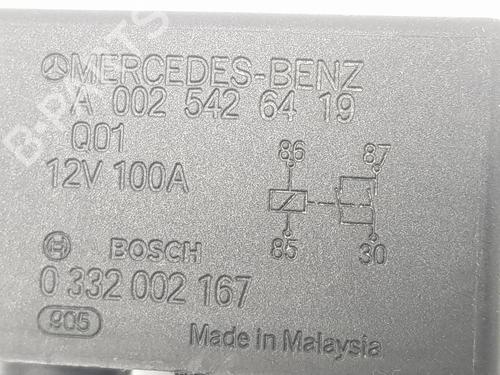 MERCEDES-BENZ
A 002 542 64 19
Q01
12V 100A
86 87
85 30
BOSCH
0 332 002 167
905
Made in Malaysia
B-PARTS